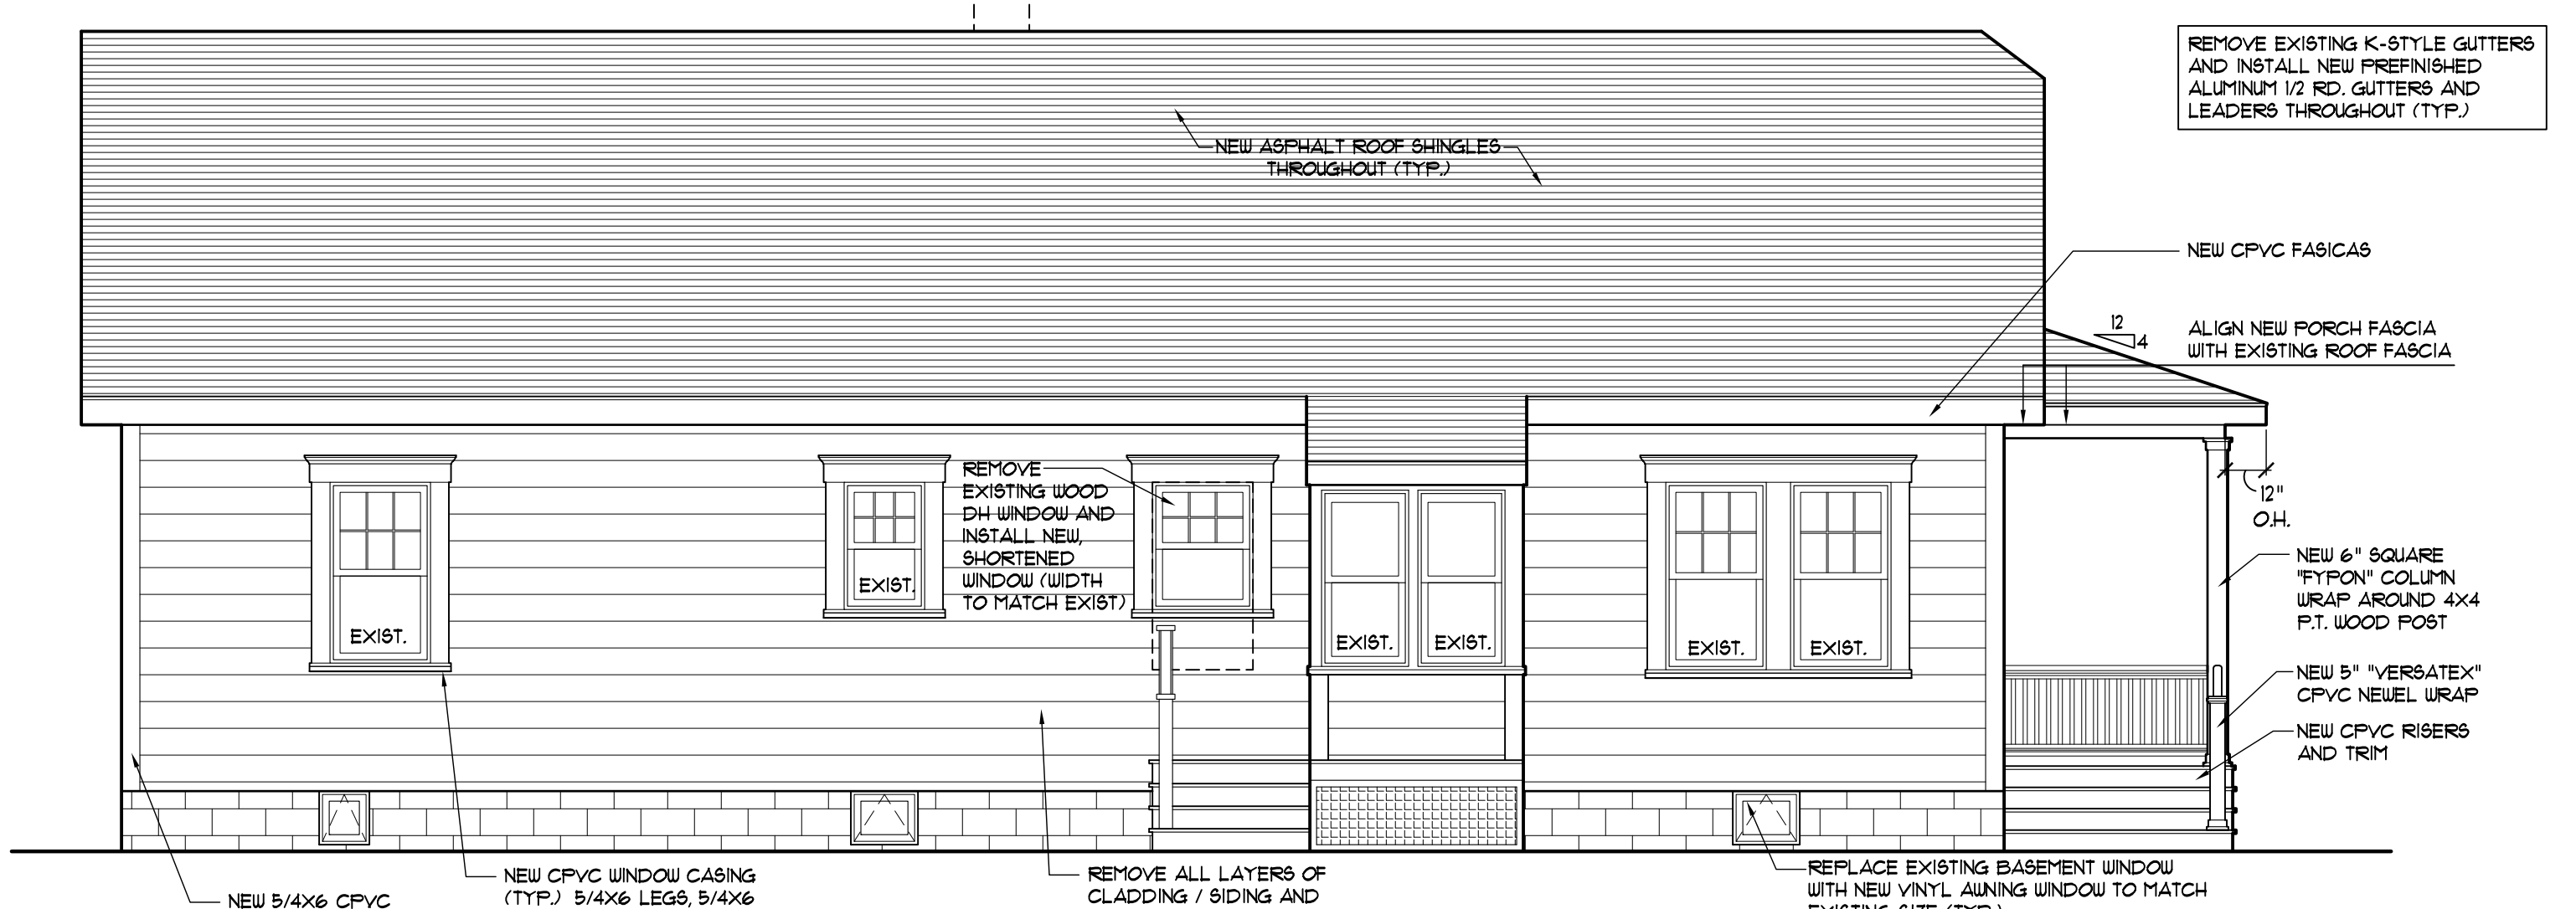 REMOVE EXISTING K-STYLE GUTTERS
AND INSTALL NEW PREFINISHED
ALUMINUM 1/2 RD. GUTTERS AND
LEADERS THROUGHOUT (TYP.)
NEW ASPHALT ROOF SHINGLES
THROUGHOUT (TYP.)
NEW CPVC FASICAS
12
4
ALIGN NEW PORCH FASCIA
WITH EXISTING ROOF FASCIA
REMOVE
EXISTING WOOD
DH WINDOW AND
INSTALL NEW,
SHORTENED
WINDOW (WIDTH
TO MATCH EXIST)
EXIST.
EXIST.
EXIST.
EXIST.
EXIST.
EXIST.
12"
O.H.
NEW 6" SQUARE
"FYPON" COLUMN
WRAP AROUND 4X4
P.T. WOOD POST
NEW 5" "VERSATEX"
CPVC NEWEL WRAP
NEW CPVC RISERS
AND TRIM
NEW 5/4X6 CPVC
NEW CPVC WINDOW CASING
(TYP.) 5/4X6 LEGS, 5/4X6
REMOVE ALL LAYERS OF
CLADDING / SIDING AND
REPLACE EXISTING BASEMENT WINDOW
WITH NEW VINYL AWNING WINDOW TO MATCH
EXISTING SIZE (TYP.)